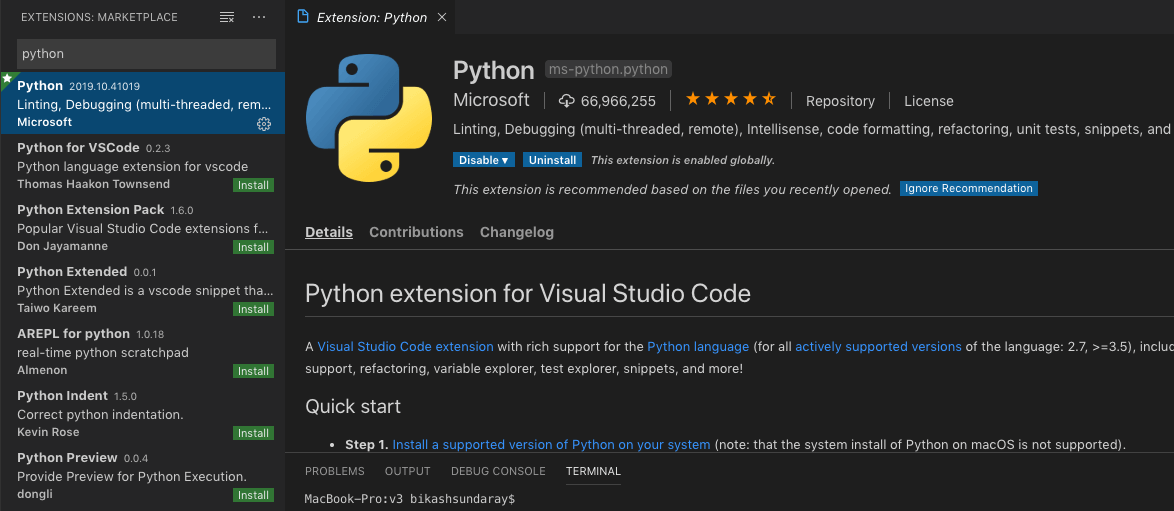 EXTENSIONS: MARKETPLACE
python
Python 2019.10.41019
Linting, Debugging (multi-threaded, rem...
Microsoft
Python for VSCode 0.2.3
Python language extension for vscode
Thomas Haakon Townsend Install
Python Extension Pack 1.6.0
Popular Visual Studio Code extensions f...
Don Jayamanne Install
Python Extended 0.0.1
Python Extended is a vscode snippet tha...
Taiwo Kareem Install
AREPL for python 1.0.18
real-time python scratchpad
Almenon Install
Python Indent 1.5.0
Correct python indentation.
Kevin Rose Install
Python Preview 0.0.4
Provide Preview for Python Execution.
dongli Install
Extension: Python
Python ms-python.python
Microsoft 66,966,255 Repository License
Linting, Debugging (multi-threaded, remote), Intellisense, code formatting, refactoring, unit tests, snippets, and
Disable Uninstall This extension is enabled globally.
This extension is recommended based on the files you recently opened. Ignore Recommendation
Details Contributions Changelog
Python extension for Visual Studio Code
A Visual Studio Code extension with rich support for the Python language (for all actively supported versions of the language: 2.7, >=3.5), includ
support, refactoring, variable explorer, test explorer, snippets, and more!
Quick start
• Step 1. Install a supported version of Python on your system (note: that the system install of Python on macOS is not supported).
PROBLEMS OUTPUT DEBUG CONSOLE TERMINAL
MacBook-Pro:v3 bikashsundaray$